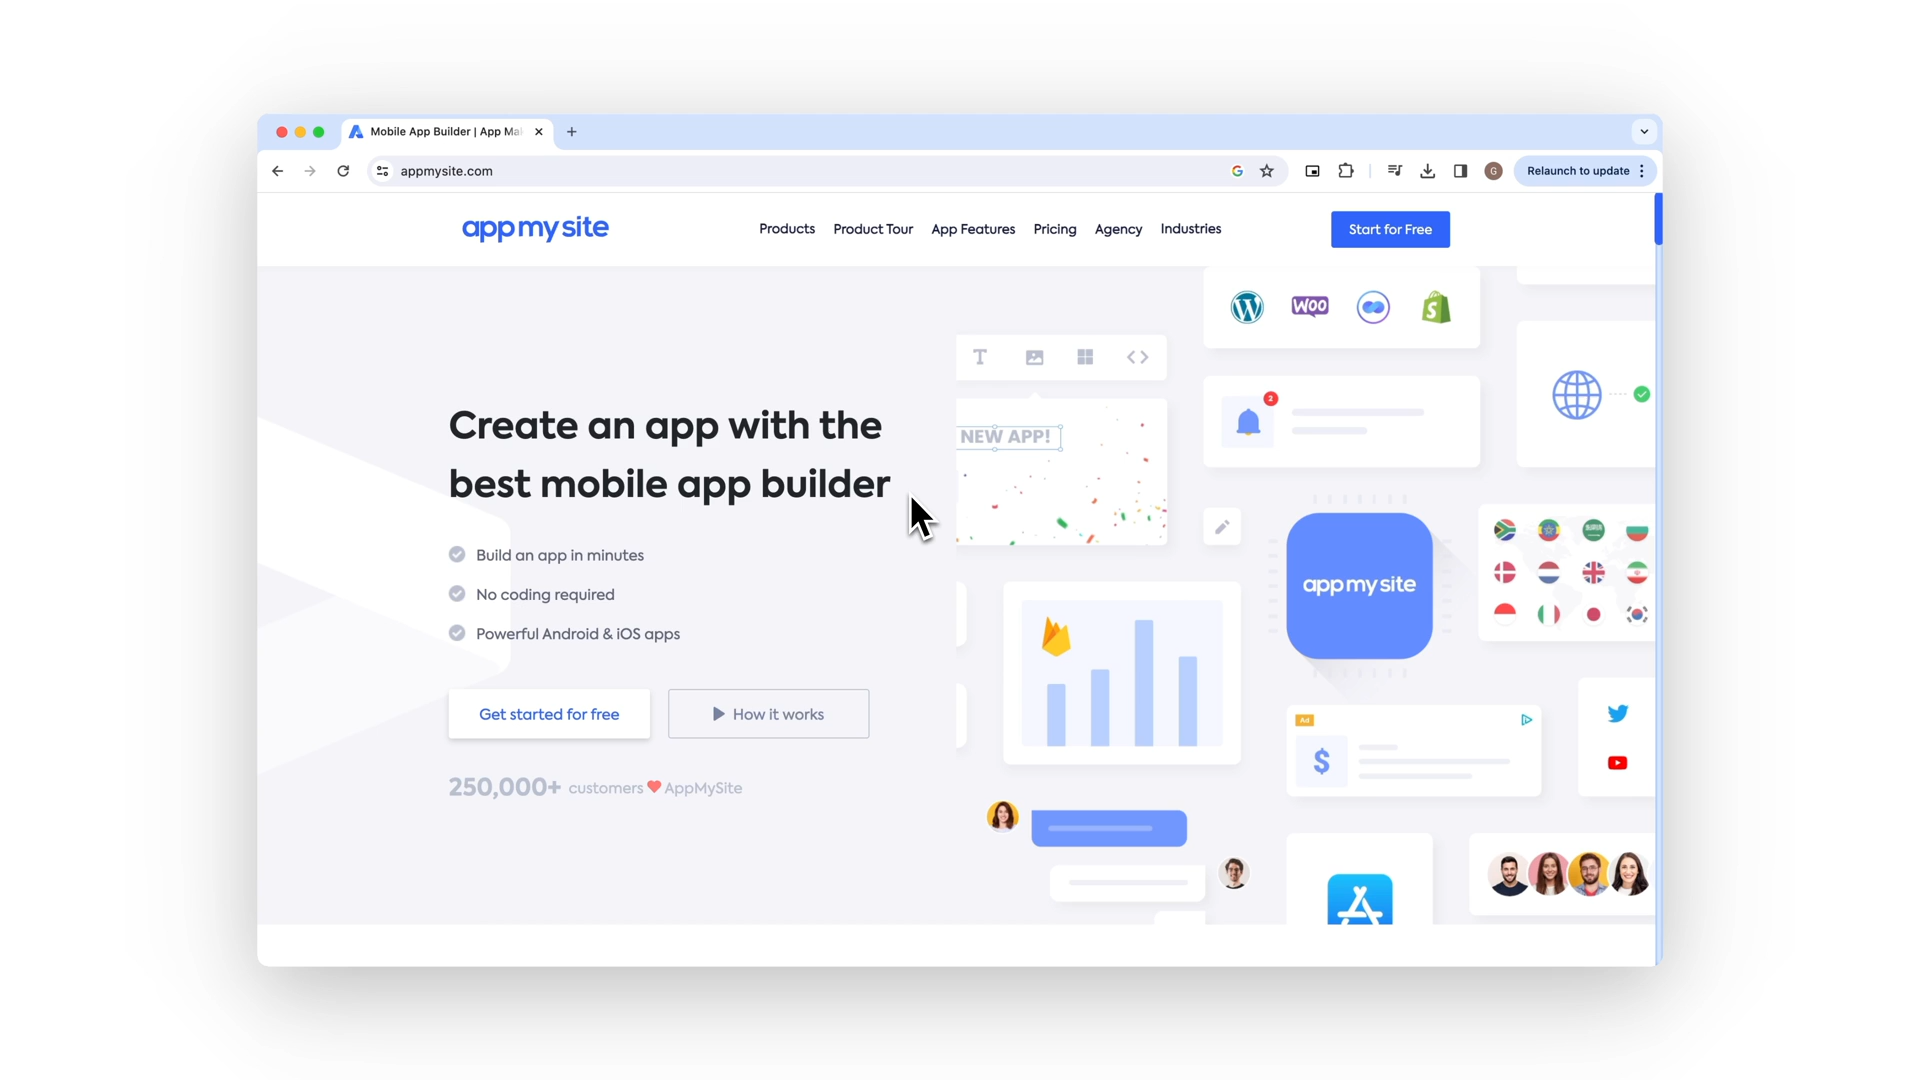 Mobile App Builder | App Ma
appmysite.com
G
Relaunch to update
appmysite
Products
Product Tour
App Features
Pricing
Agency
Industries
Start for Free
WOO
2
NEW APP!
Create an app with the
best mobile app builder
Build an app in minutes
No coding required
Powerful Android & iOS apps
appmysite
Get started for free
How it works
Ad
$
250,000+ customers AppMySite